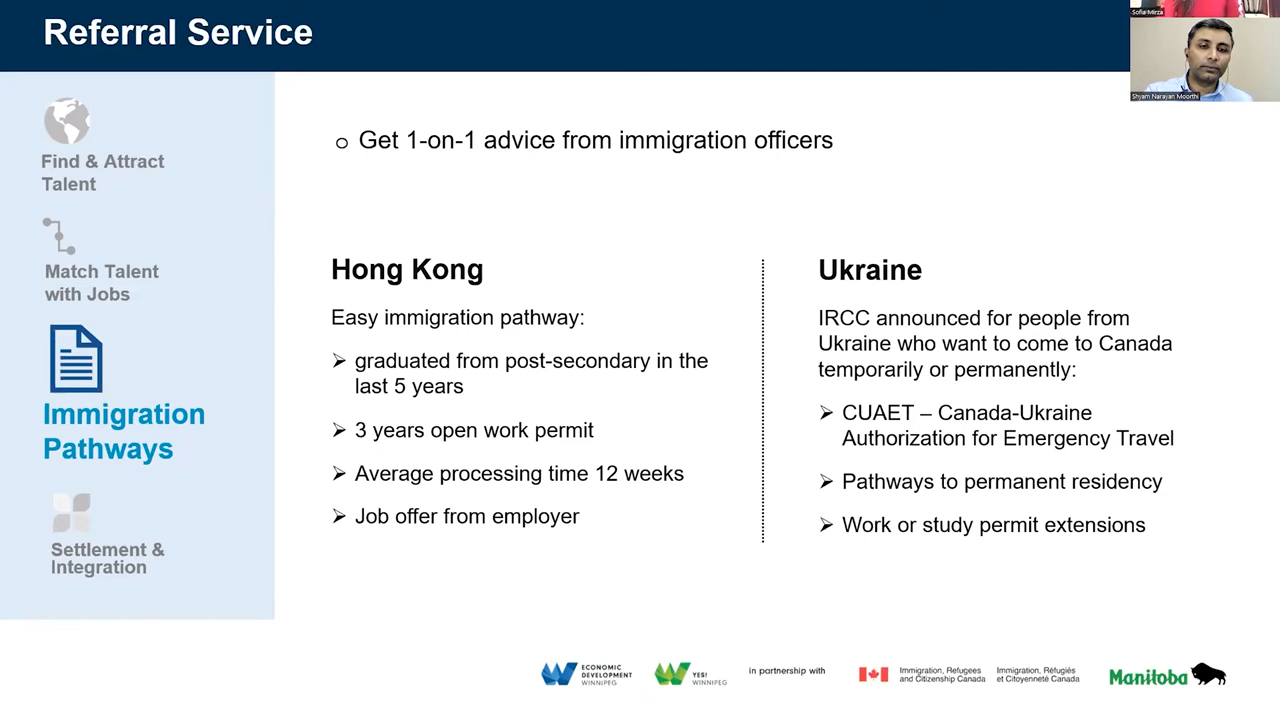 Referral Service
Sofia Mirza
Shyam Narayan Moorthi
Find & Attract
Talent
Match Talent
with Jobs
Immigration
Pathways
Settlement &
Integration
o Get 1-on-1 advice from immigration officers
Hong Kong
Easy immigration pathway:
➢ graduated from post-secondary in the
last 5 years
➢ 3 years open work permit
➢ Average processing time 12 weeks
➢ Job offer from employer
Ukraine
IRCC announced for people from
Ukraine who want to come to Canada
temporarily or permanently:
➢ CUAET – Canada-Ukraine
Authorization for Emergency Travel
➢ Pathways to permanent residency
➢ Work or study permit extensions
ECONOMIC
DEVELOPMENT
WINNIPEG
YES!
WINNIPEG
in partnership with
Immigration, Refugees
and Citizenship Canada
Immigration, Réfugiés
et Citoyenneté Canada
Manitoba